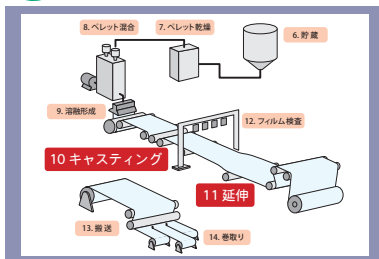 8. ペレット混合
7. ペレット乾燥
6. 貯蔵
9. 溶融形成
12. フィルム検査
10 キャスティング
11 延伸
13. 搬送
14. 巻取り